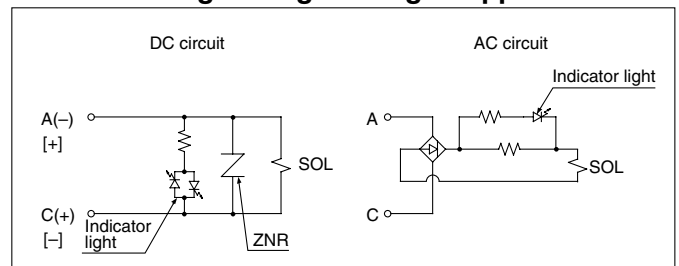 DC circuit
A(–)
[+]
SOL
C(+)
[–]
Indicator
light
ZNR
AC circuit
Indicator light
A
SOL
C